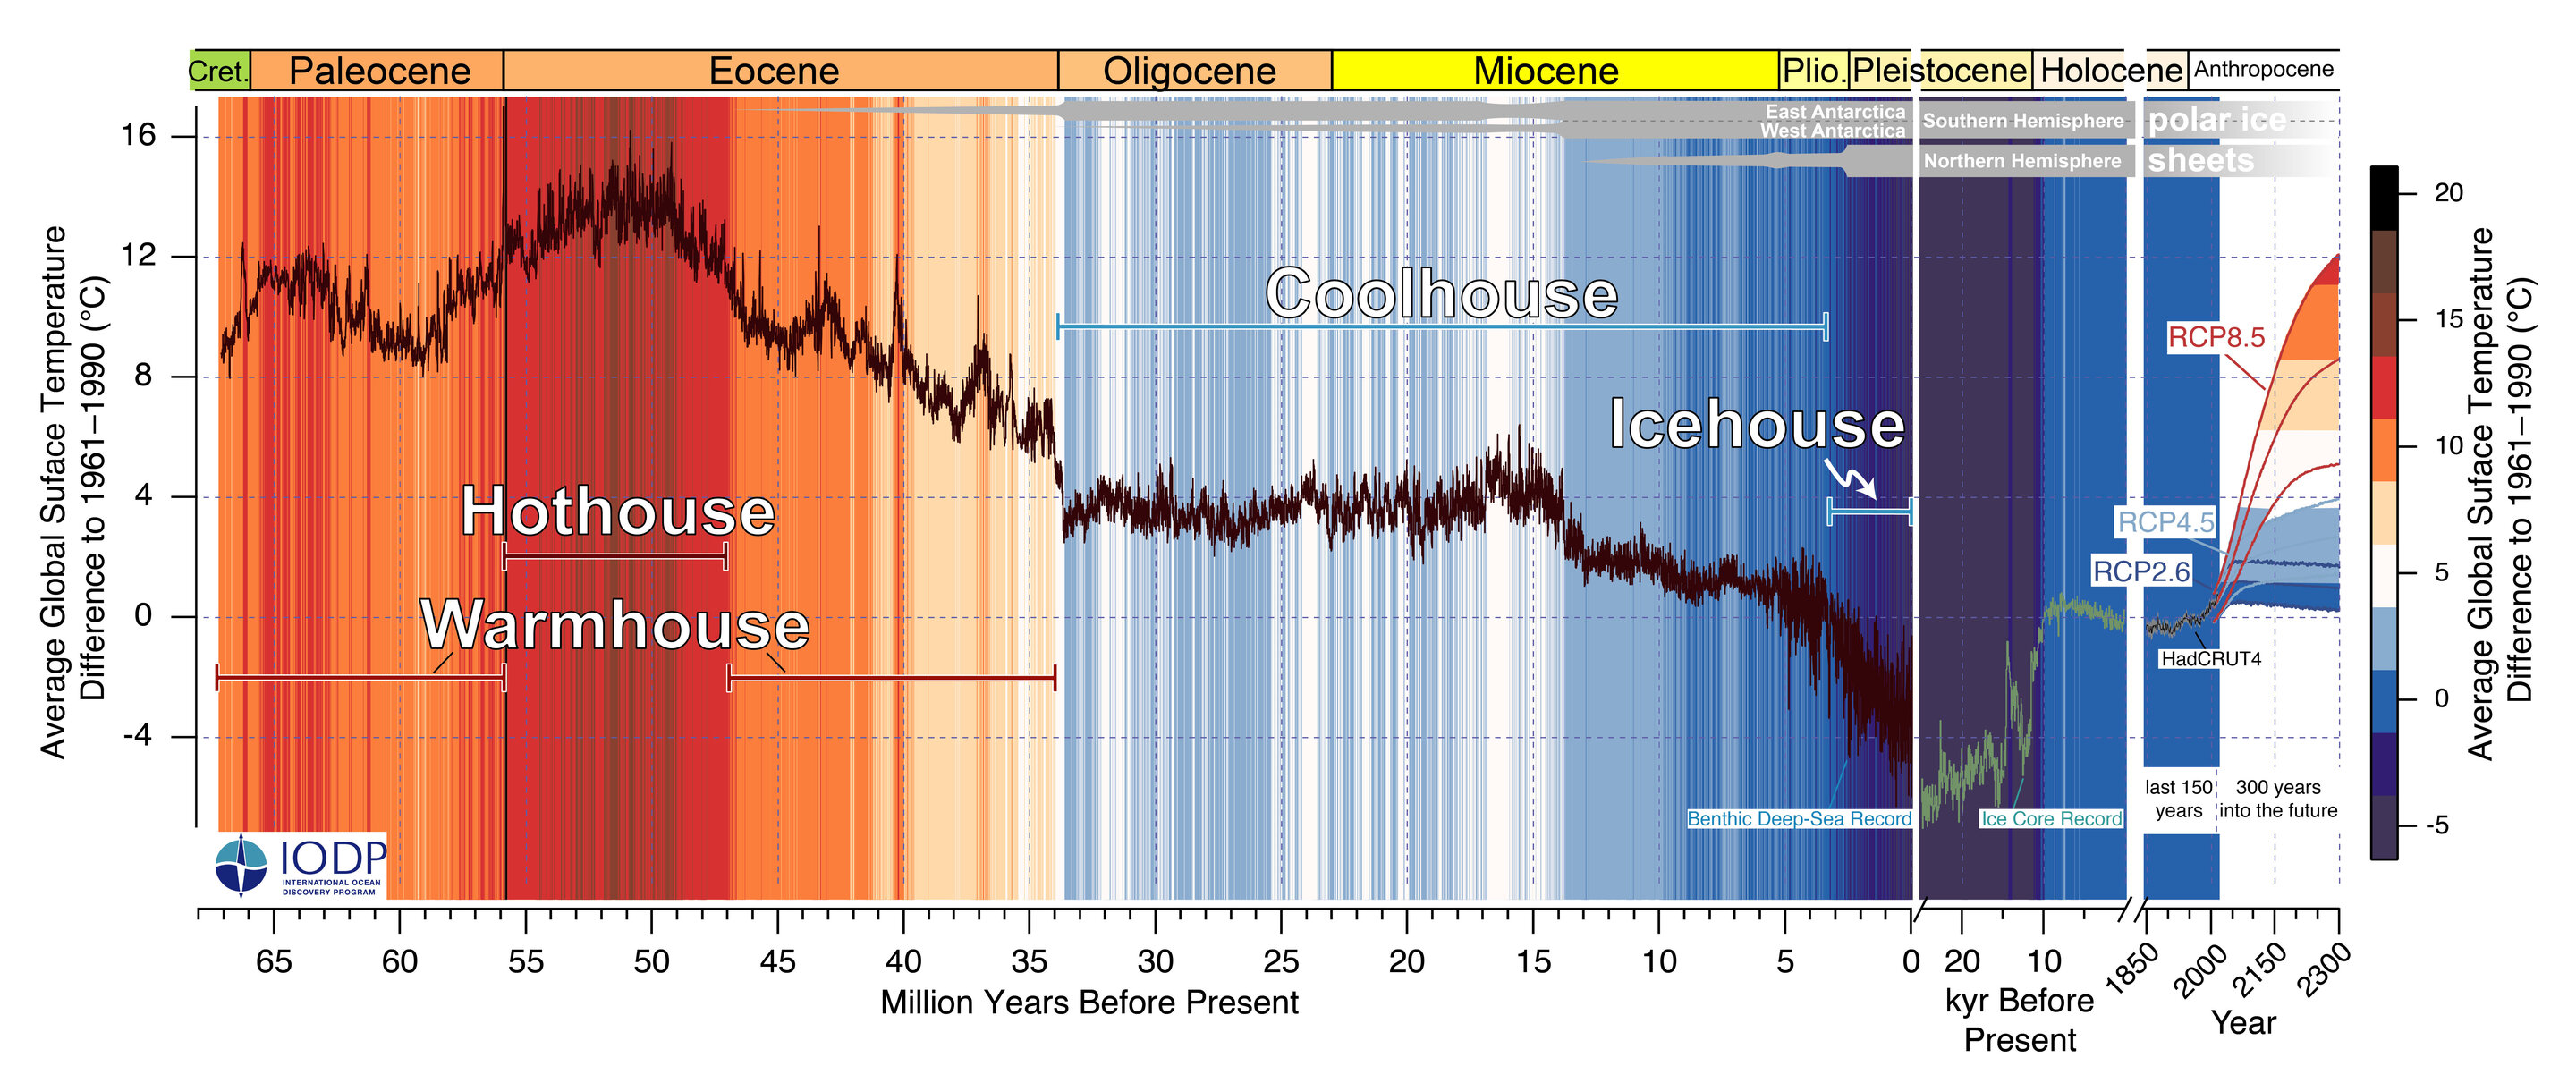 Cret. Paleocene Eocene Oligocene Miocene Plio. Pleistocene Holocene Anthropocene
East Antarctica
West Antarctica
Southern Hemisphere
Northern Hemisphere
polar ice
sheets
Average Global Suface Temperature
Difference to 1961–1990 (°C)
16
12
8
4
0
-4
Coolhouse
Icehouse
Hothouse
Warmhouse
RCP8.5
RCP4.5
RCP2.6
HadCRUT4
Benthic Deep-Sea Record
Ice Core Record
last 150
years
300 years
into the future
IODP
INTERNATIONAL OCEAN
DISCOVERY PROGRAM
20
15
10
5
0
-5
Average Global Suface Temperature
Difference to 1961–1990 (°C)
65 60 55 50 45 40 35 30 25 20 15 10 5 0
Million Years Before Present
20 10
kyr Before
Present
1850 2000 2150 2300
Year